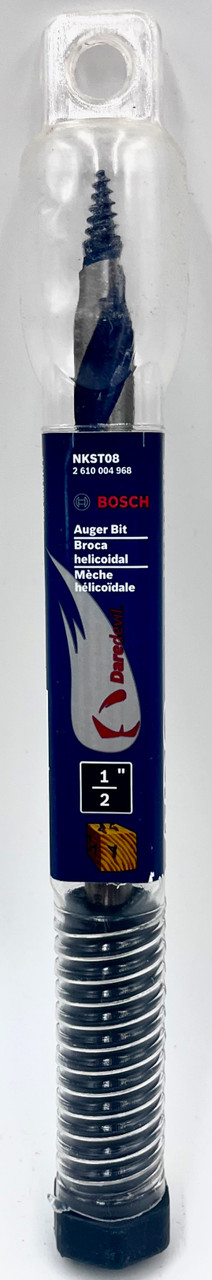 NKST08
2 610 004 968
BOSCH
Auger Bit
Broca
helicoidal
Mèche
hélicoïdale
Daredevil
1"
2